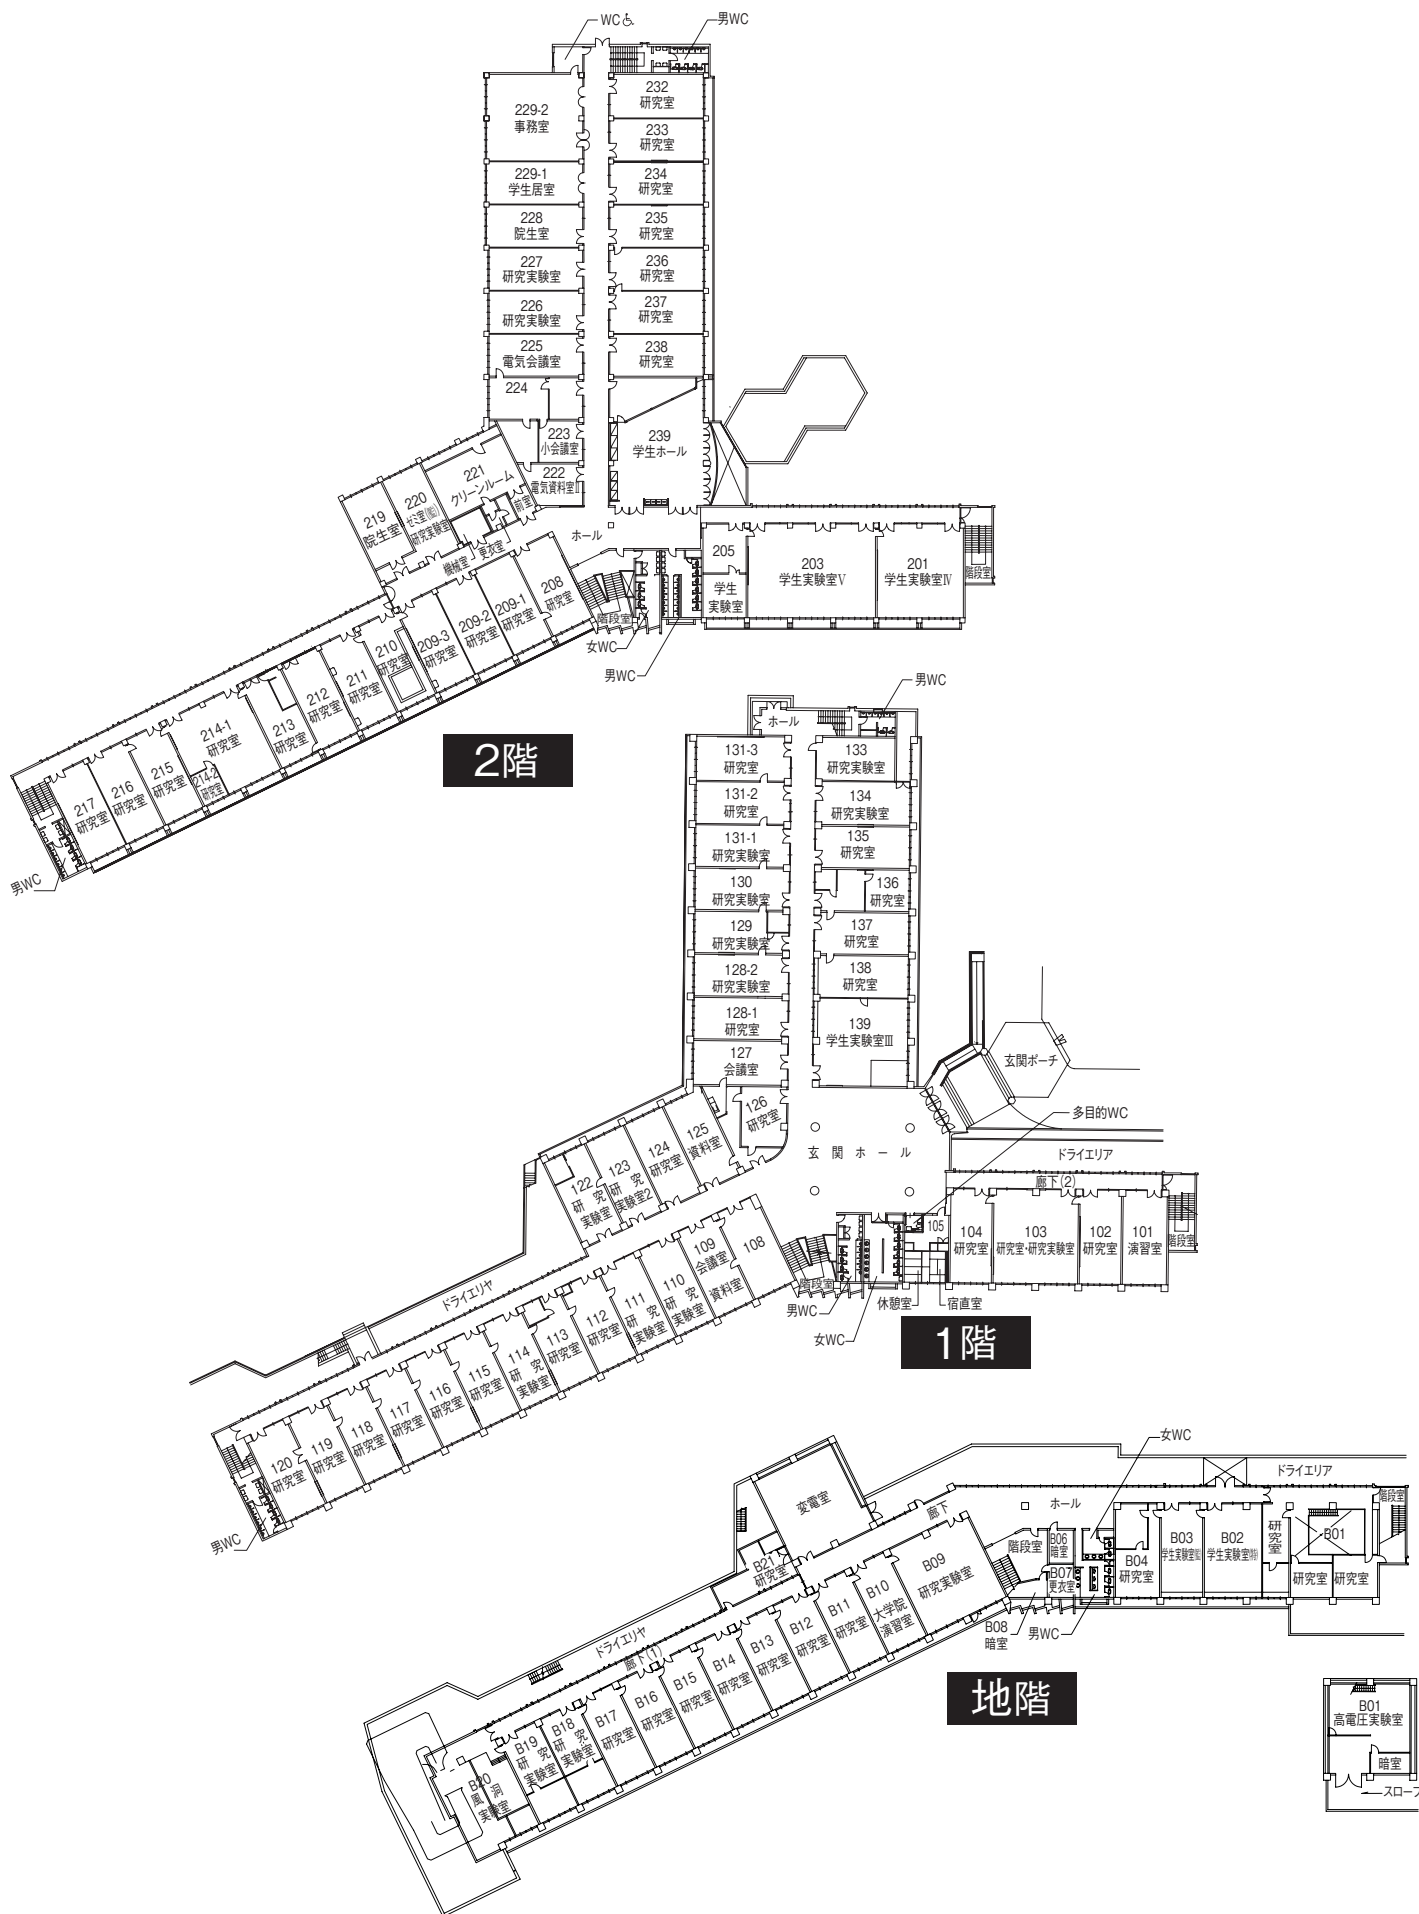 WC
男WC
229-2
事務室
232
研究室
233
研究室
229-1
学生居室
234
研究室
228
院生室
235
研究室
227
研究実験室
236
研究室
226
研究実験室
237
研究室
225
電気会議室
238
研究室
224
223
小会議室
239
学生ホール
222
電気資料室II
221
クリーンルーム
前室
220
ゼミ室(監)
研究実験室
219
院生室
機械室
更衣室
ホール
205
学生
実験室
203
学生実験室V
201
学生実験室IV
階段室
208
研究室
209-1
研究室
209-2
研究室
209-3
研究室
210
研究室
211
研究室
212
研究室
213
研究室
214-1
研究室
214-2
研究室
215
研究室
216
研究室
217
研究室
階段室
女WC
男WC
男WC
2階
男WC
ホール
131-3
研究室
133
研究実験室
131-2
研究室
134
研究実験室
131-1
研究実験室
135
研究室
130
研究実験室
136
研究室
129
研究実験室
137
研究室
128-2
研究実験室
138
研究室
128-1
研究室
139
学生実験室III
127
会議室
玄関ポーチ
126
研究室
125
資料室
124
研究室
123
研究
実験室2
122
研究
実験室
多目的WC
玄関ホール
ドライエリア
廊下(2)
105
104
研究室
103
研究室・研究実験室
102
研究室
101
演習室
階段室
108
資料室
109
会議室
110
研究
実験室
111
研究
実験室
112
研究室
113
研究室
114
研究
実験室
115
研究室
116
研究室
117
研究室
118
研究室
119
研究室
120
研究室
ドライエリヤ
階段室
男WC
女WC
休憩室
宿直室
男WC
1階
女WC
ドライエリア
変電室
廊下
ホール
階段室
階段室
B06
暗室
B07
更衣室
B08
暗室
男WC
B04
研究室
B03
B02
研究室
B01
研究室
研究室
B21
研究室
B09
研究実験室
B10
大学院
演習室
B11
研究室
B12
研究室
B13
研究室
B14
研究室
B15
研究室
B16
研究室
B17
研究室
B18
研究
実験室
B19
研究
実験室
B20
風洞
実験室
ドライエリヤ
廊下(1)
地階
B01
高電圧実験室
暗室
スロープ